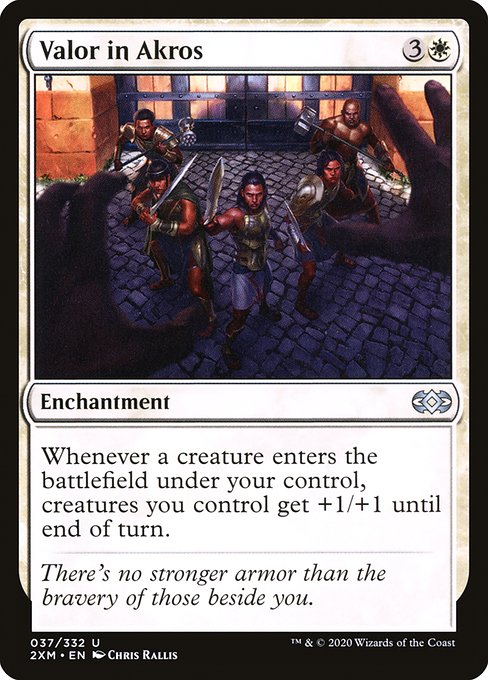 Valor in Akros 3
Enchantment
Whenever a creature enters the
battlefield under your control,
creatures you control get +1/+1 until
end of turn.
There's no stronger armor than the
bravery of those beside you.
037/332 U
™ & © 2020 Wizards of the Coast
2XM • EN Chris Rallis